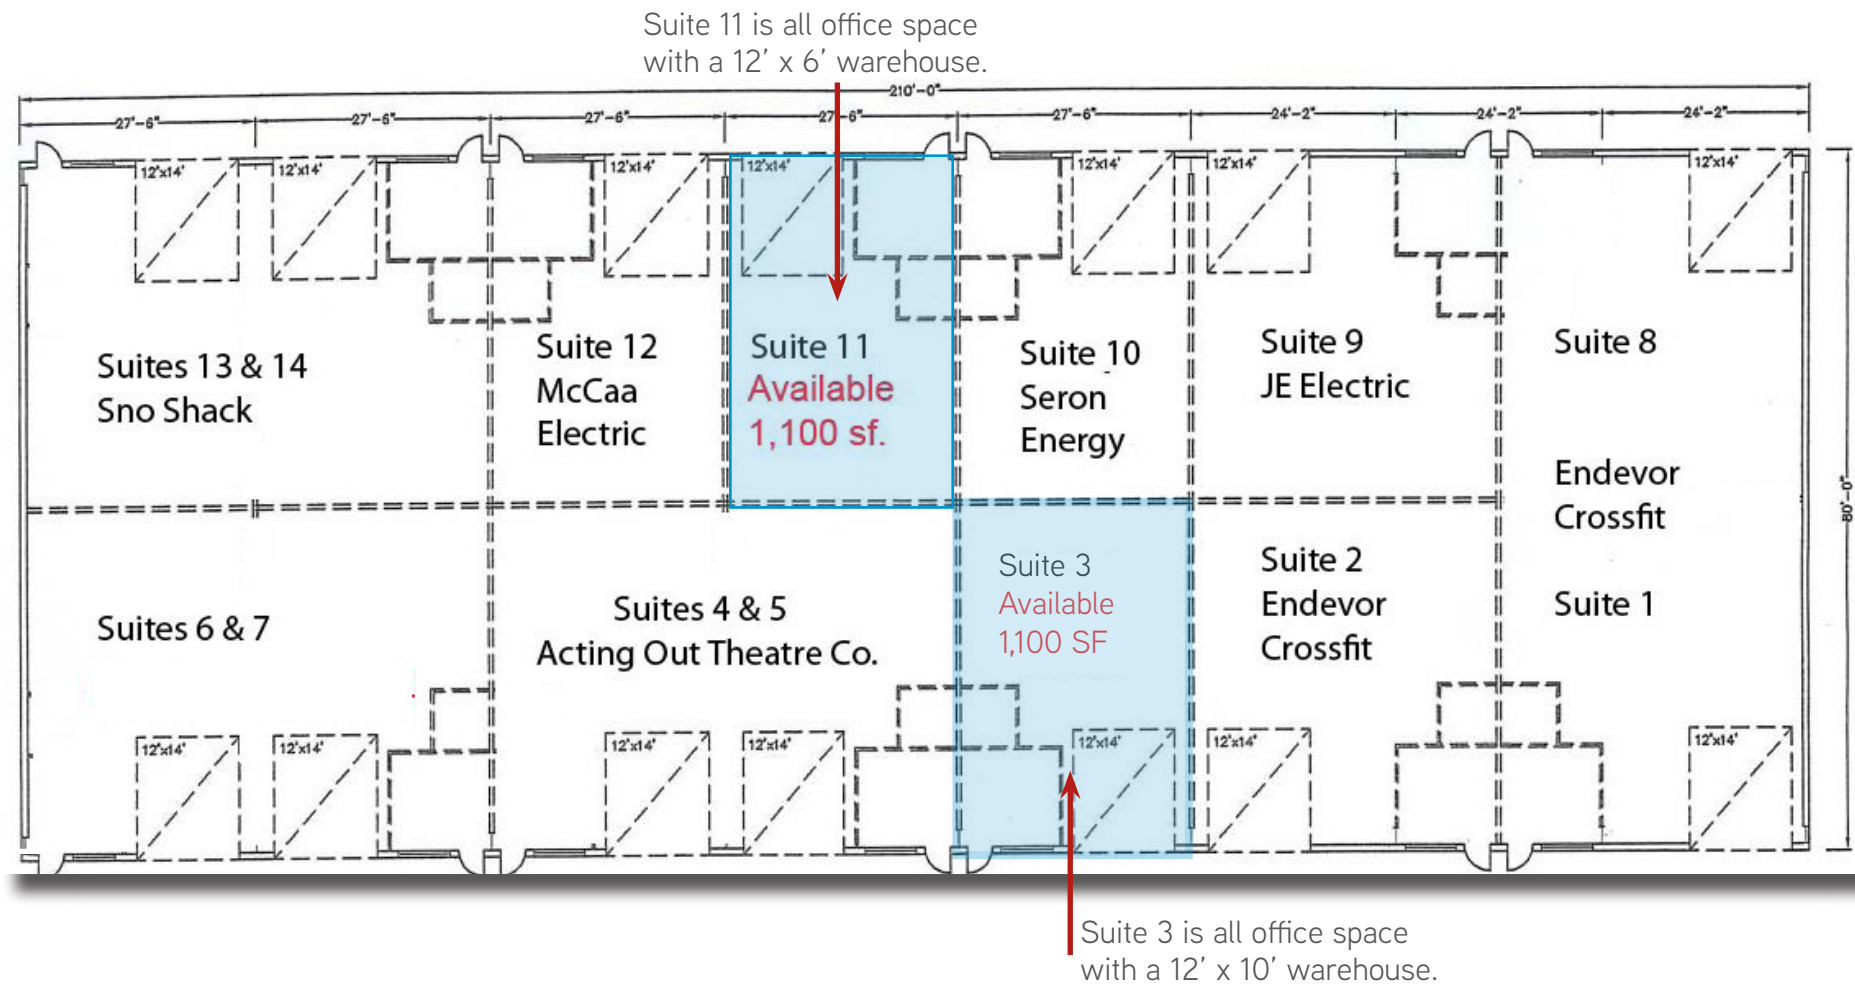 Suite 11 is all office space
with a 12’ x 6’ warehouse.
210'-0"
27'-6"
27'-6"
27'-6"
27'-6"
27'-6"
24'-2"
24'-2"
24'-2"
12'x14'
12'x14'
12'x14'
12'x14'
12'x14'
12'x14'
12'x14'
Suites 13 & 14
Sno Shack
Suite 12
McCaa
Electric
Suite 11
Available
1,100 sf.
Suite 10
Seron
Energy
Suite 9
JE Electric
Suite 8
Endevor
Crossfit
Suite 1
80'-0"
Suites 6 & 7
Suites 4 & 5
Acting Out Theatre Co.
Suite 3
Available
1,100 SF
Suite 2
Endevor
Crossfit
12'x14'
12'x14'
12'x14'
12'x14'
12'x14'
12'x14'
12'x14'
Suite 3 is all office space
with a 12’ x 10’ warehouse.